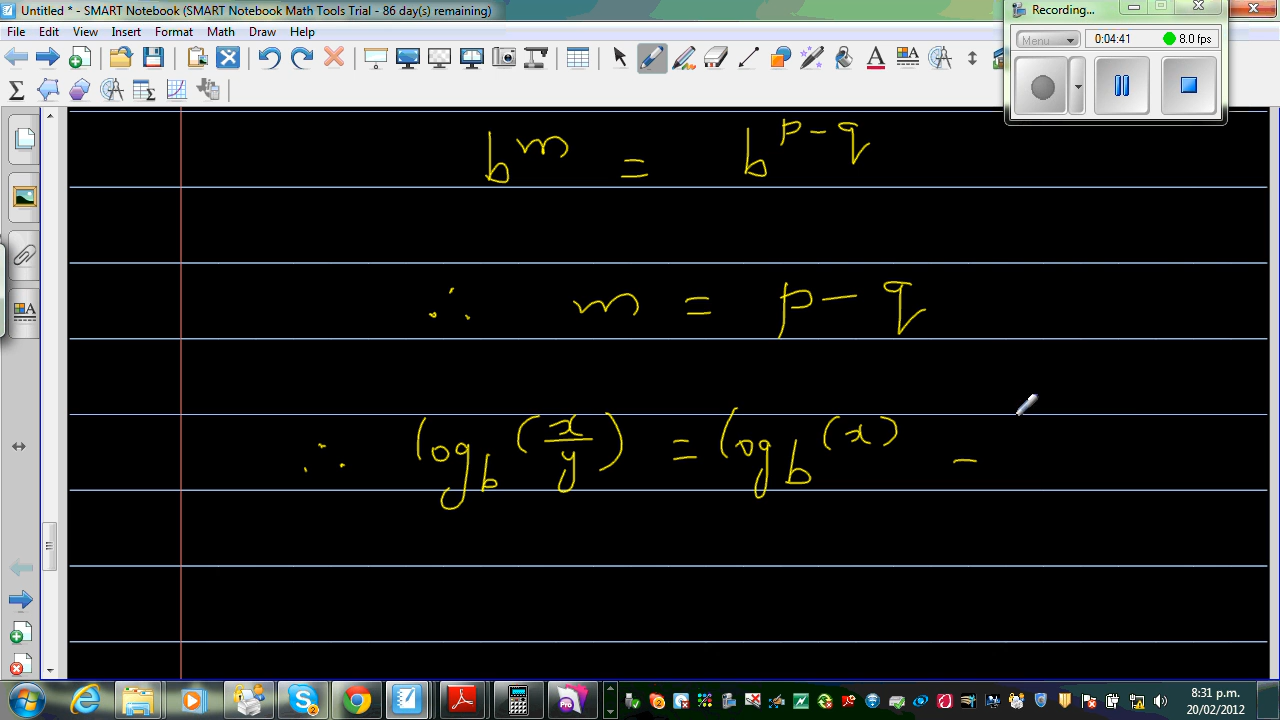 Untitled * - SMART Notebook (SMART Notebook Math Tools Trial - 86 day(s) remaining)
Recording...
File Edit View Insert Format Math Draw Help
Menu 0:04:41 8.0 fps
b^m = b^{p-q}
∴ m = p - q
∴ log_b (x/y) = log_b (x) -
8:31 p.m.
20/02/2012